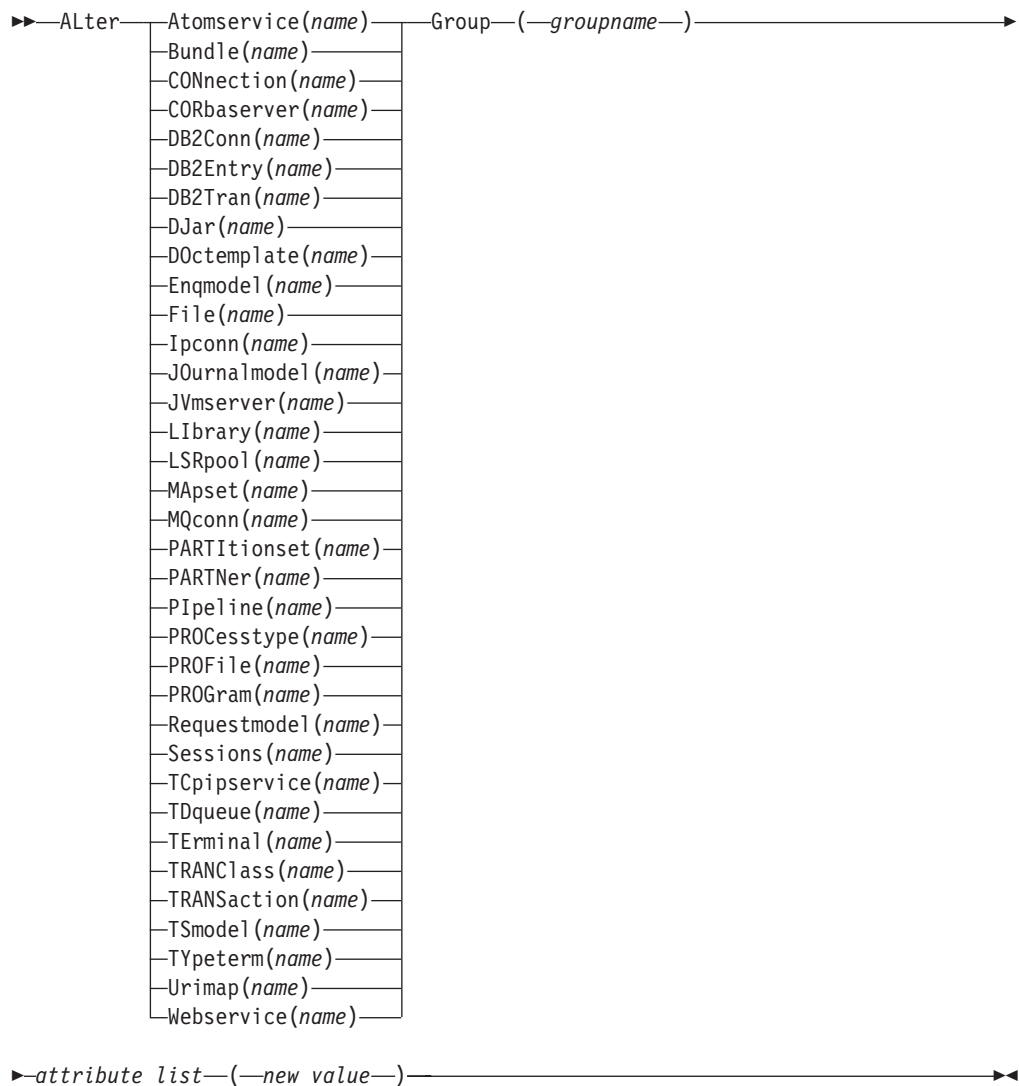 ALter Atomservice(name) Group ( groupname )
Bundle(name)
CONnection(name)
CORbaserver(name)
DB2Conn(name)
DB2Entry(name)
DB2Tran(name)
DJar(name)
DOctemplate(name)
Enqmodel(name)
File(name)
Ipconn(name)
JOurnalmodel(name)
JVmserver(name)
LIbrary(name)
LSRpool(name)
MApset(name)
MQconn(name)
PARTItionset(name)
PARTNer(name)
PIpeline(name)
PROCesstype(name)
PROFile(name)
PROGram(name)
Requestmodel(name)
Sessions(name)
TCpipservice(name)
TDqueue(name)
TErminal(name)
TRANClass(name)
TRANSaction(name)
TSmodel(name)
TYpeterm(name)
Urimap(name)
Webservice(name)
attribute list ( new value )